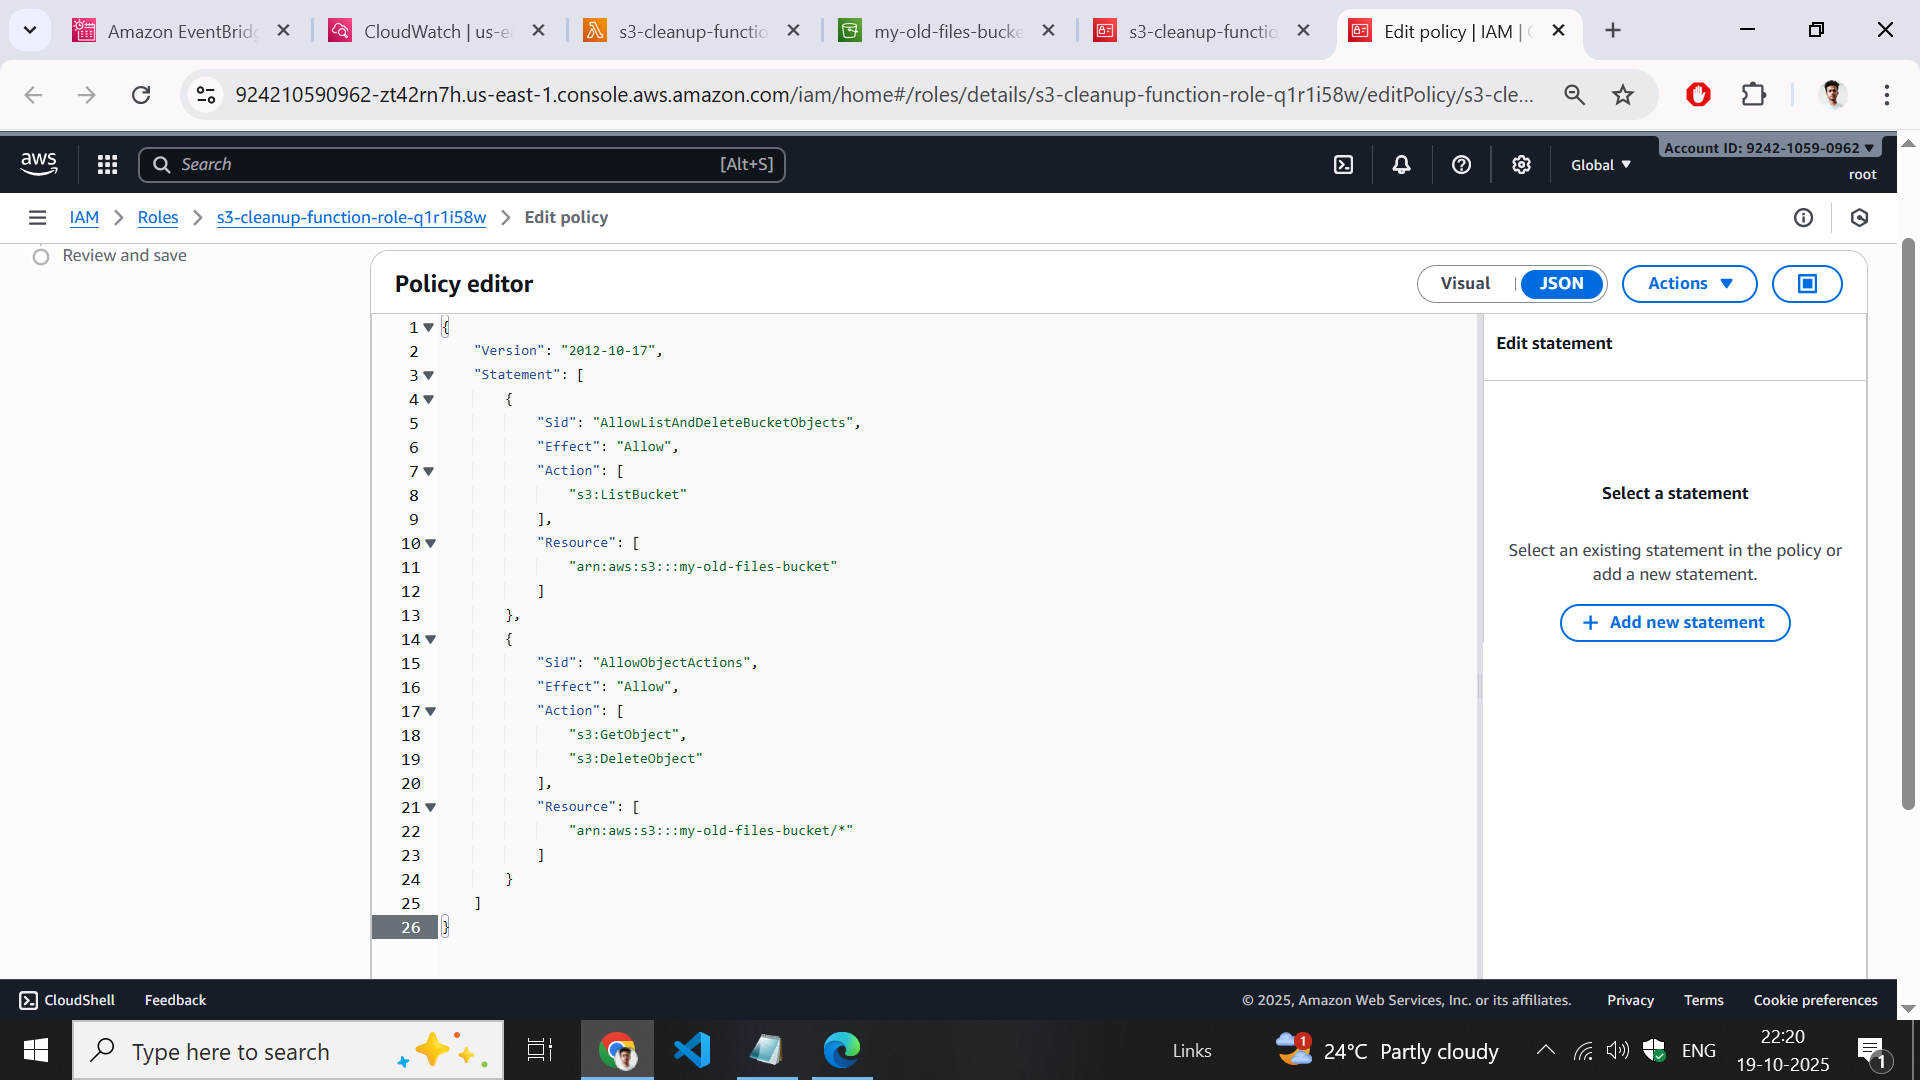 Amazon EventBridg
CloudWatch | us-ea
s3-cleanup-functio
my-old-files-bucke
s3-cleanup-functio
Edit policy | IAM |
924210590962-zt42rn7h.us-east-1.console.aws.amazon.com/iam/home#/roles/details/s3-cleanup-function-role-q1r1i58w/editPolicy/s3-cle...
aws
Search
[Alt+S]
Global
Account ID: 9242-1059-0962
root
IAM
Roles
s3-cleanup-function-role-q1r1i58w
Edit policy
Review and save
Policy editor
Visual
JSON
Actions
1 {
2 "Version": "2012-10-17",
3 "Statement": [
4 {
5 "Sid": "AllowListAndDeleteBucketObjects",
6 "Effect": "Allow",
7 "Action": [
8 "s3:ListBucket"
9 ],
10 "Resource": [
11 "arn:aws:s3:::my-old-files-bucket"
12 ]
13 },
14 {
15 "Sid": "AllowObjectActions",
16 "Effect": "Allow",
17 "Action": [
18 "s3:GetObject",
19 "s3:DeleteObject"
20 ],
21 "Resource": [
22 "arn:aws:s3:::my-old-files-bucket/*"
23 ]
24 }
25 ]
26 }
Edit statement
Select a statement
Select an existing statement in the policy or
add a new statement.
+ Add new statement
CloudShell
Feedback
© 2025, Amazon Web Services, Inc. or its affiliates.
Privacy
Terms
Cookie preferences
Type here to search
Links
1
24°C Partly cloudy
ENG
22:20
19-10-2025
1